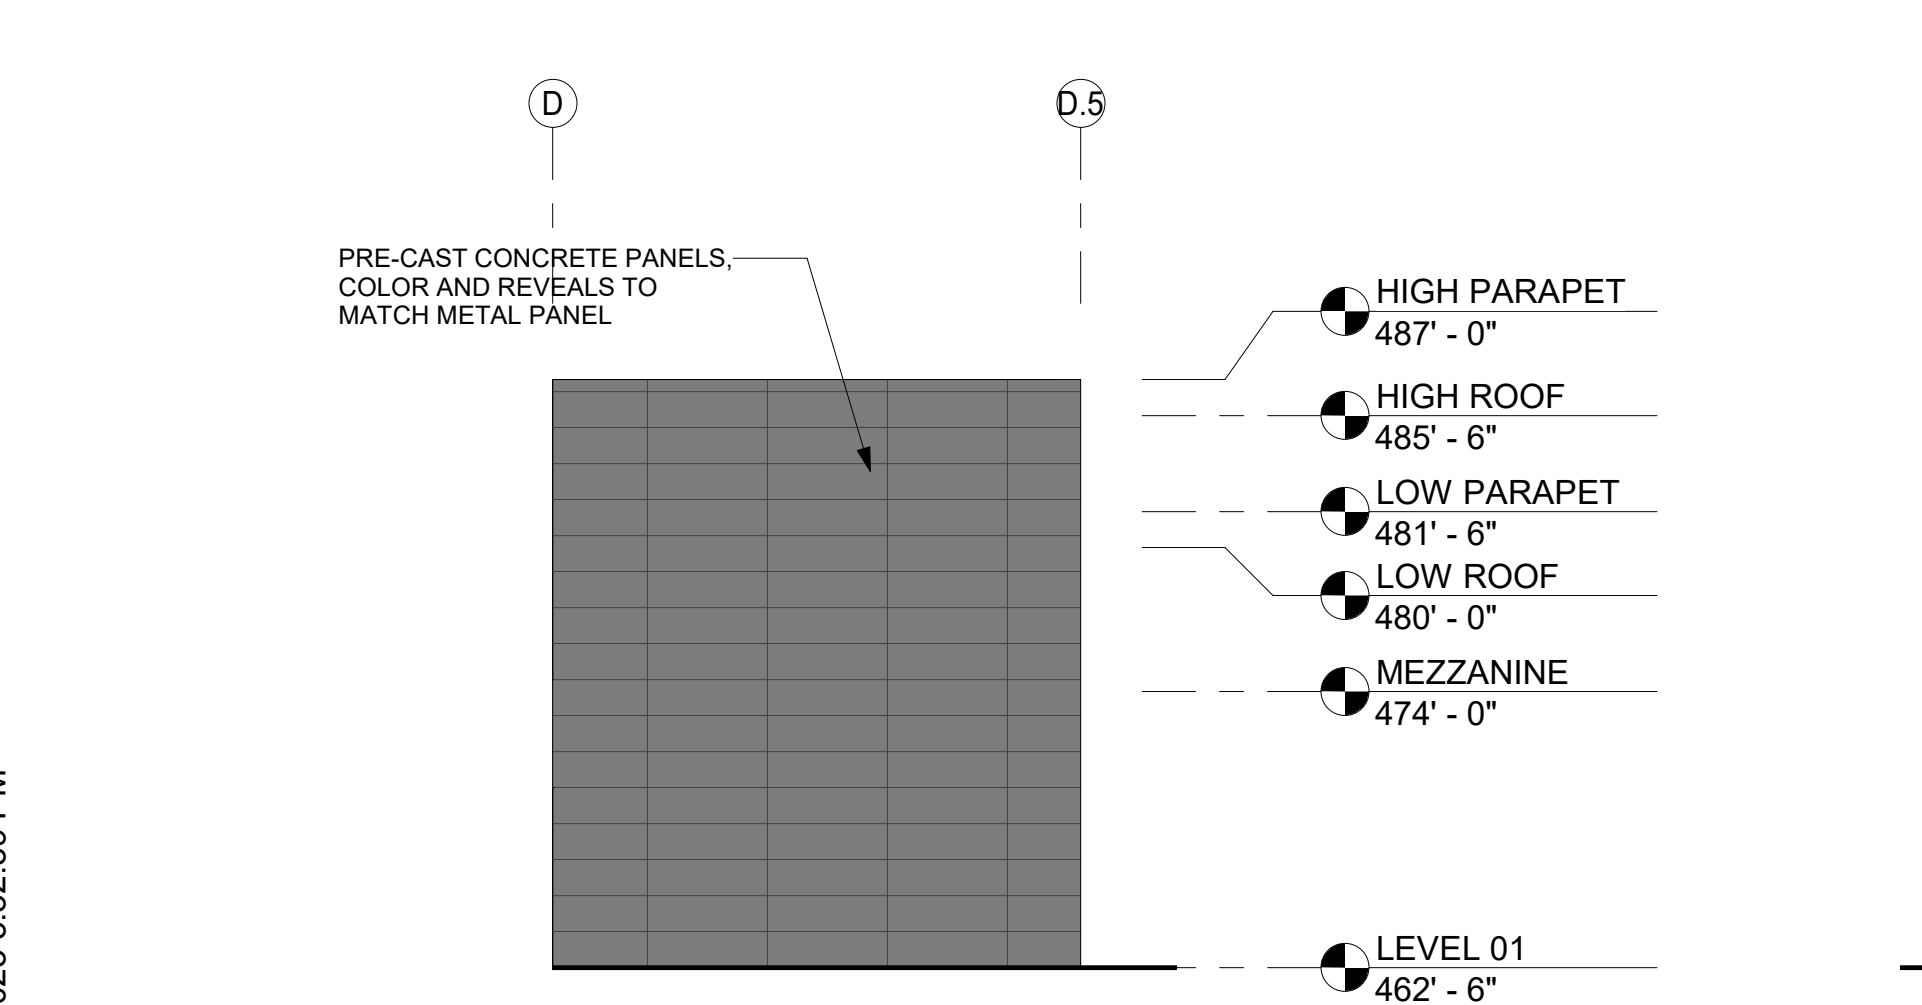 D
D.5
PRE-CAST CONCRETE PANELS,
COLOR AND REVEALS TO
MATCH METAL PANEL
HIGH PARAPET
487' - 0"
HIGH ROOF
485' - 6"
LOW PARAPET
481' - 6"
LOW ROOF
480' - 0"
MEZZANINE
474' - 0"
LEVEL 01
462' - 6"